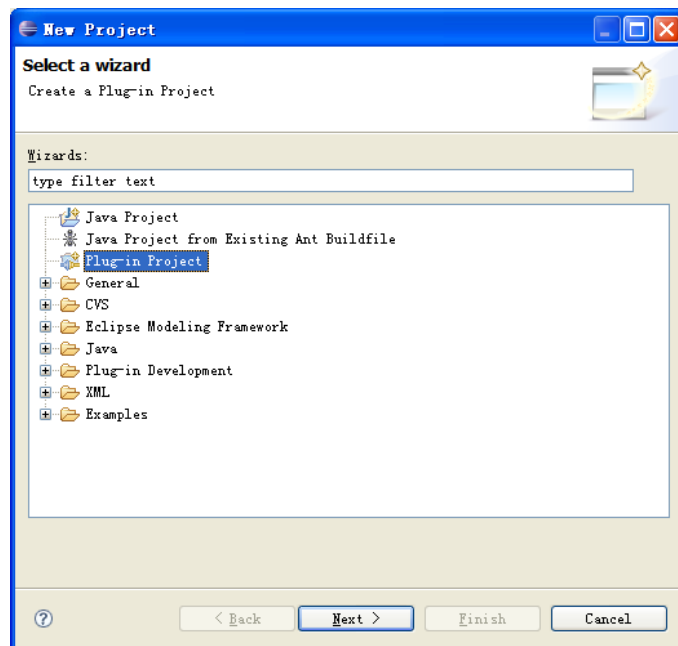 New Project
Select a wizard
Create a Plug-in Project
Wizards:
type filter text
Java Project
Java Project from Existing Ant Buildfile
Plug-in Project
General
CVS
Eclipse Modeling Framework
Java
Plug-in Development
XML
Examples
? < Back Next > Finish Cancel